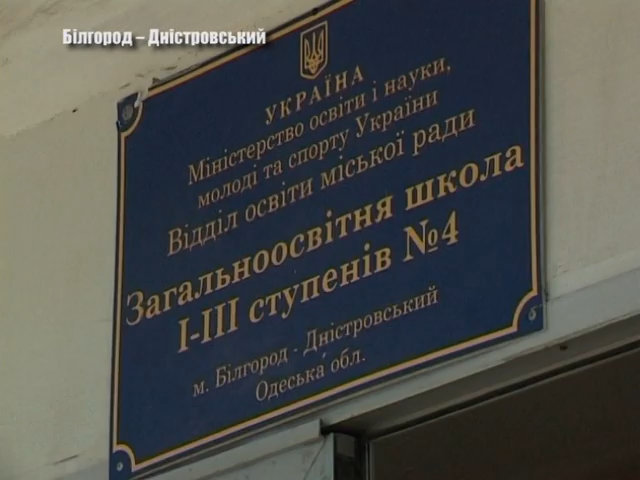 Білгород – Дністровський
УКРАЇНА
Міністерство освіти і науки,
молоді та спорту України
Відділ освіти міської ради
Загальноосвітня школа
І-ІІІ ступенів №4
м. Білгород - Дністровський
Одеська обл.